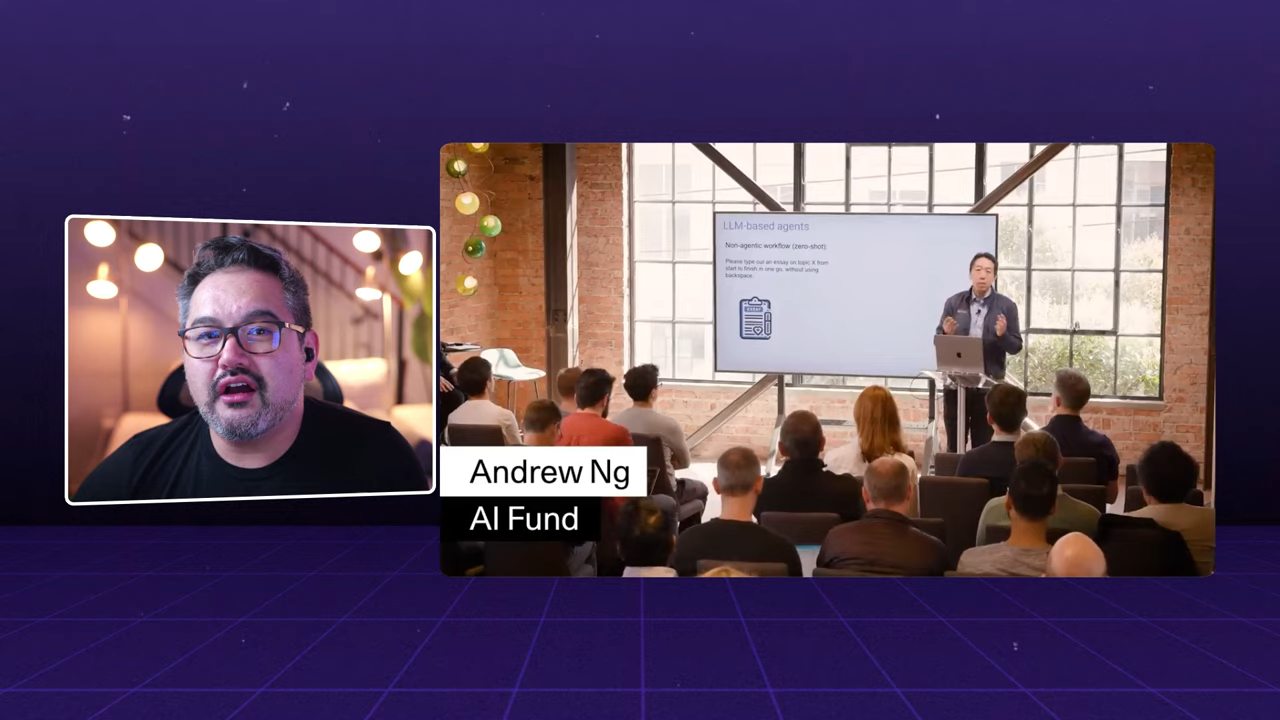 LLM-based agents
Non-agentic workflow (zero-shot):
Please type out an essay on topic X from
start to finish in one go, without using
backspace.
ESSAY
Andrew Ng
AI Fund